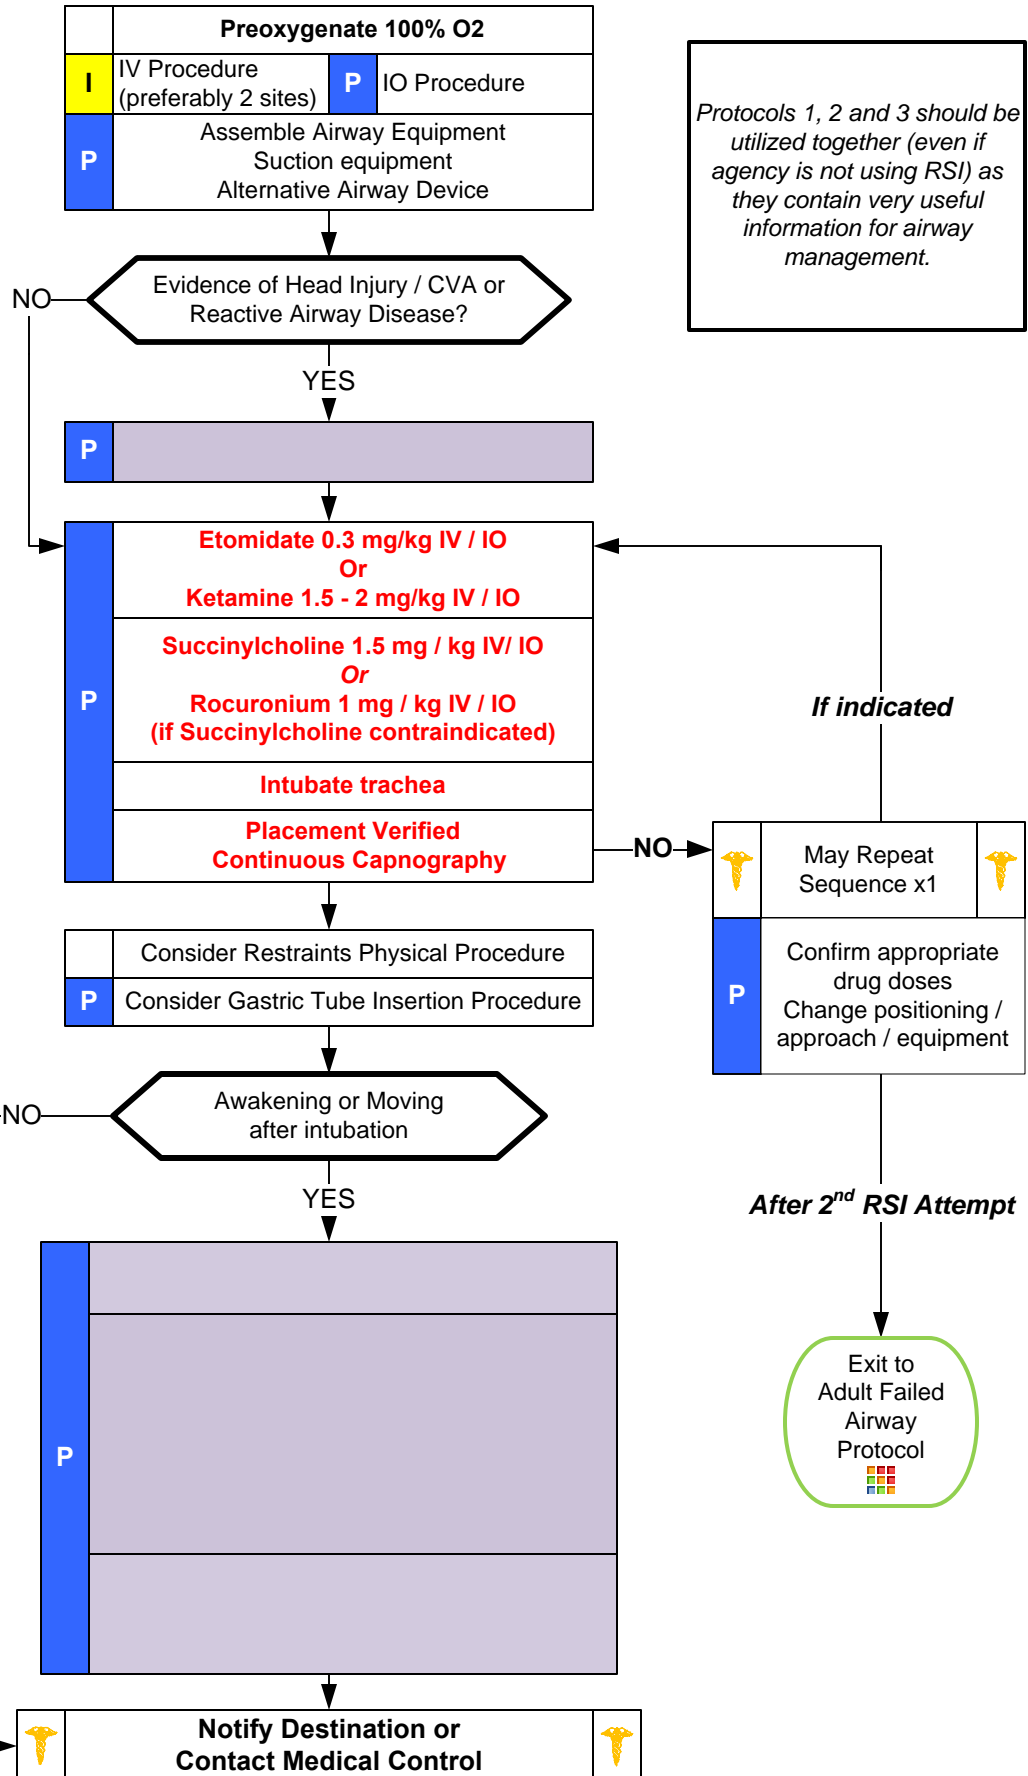 Preoxygenate 100% O2
I
IV Procedure
(preferably 2 sites)
P
IO Procedure
P
Assemble Airway Equipment
Suction equipment
Alternative Airway Device
Protocols 1, 2 and 3 should be
utilized together (even if
agency is not using RSI) as
they contain very useful
information for airway
management.
Evidence of Head Injury / CVA or
Reactive Airway Disease?
NO
YES
P
P
Etomidate 0.3 mg/kg IV / IO
Or
Ketamine 1.5 - 2 mg/kg IV / IO
Succinylcholine 1.5 mg / kg IV/ IO
Or
Rocuronium 1 mg / kg IV / IO
(if Succinylcholine contraindicated)
Intubate trachea
Placement Verified
Continuous Capnography
If indicated
NO
May Repeat
Sequence x1
P
Confirm appropriate
drug doses
Change positioning /
approach / equipment
Consider Restraints Physical Procedure
P
Consider Gastric Tube Insertion Procedure
Awakening or Moving
after intubation
NO
YES
After 2nd RSI Attempt
P
Exit to
Adult Failed
Airway
Protocol
Notify Destination or
Contact Medical Control